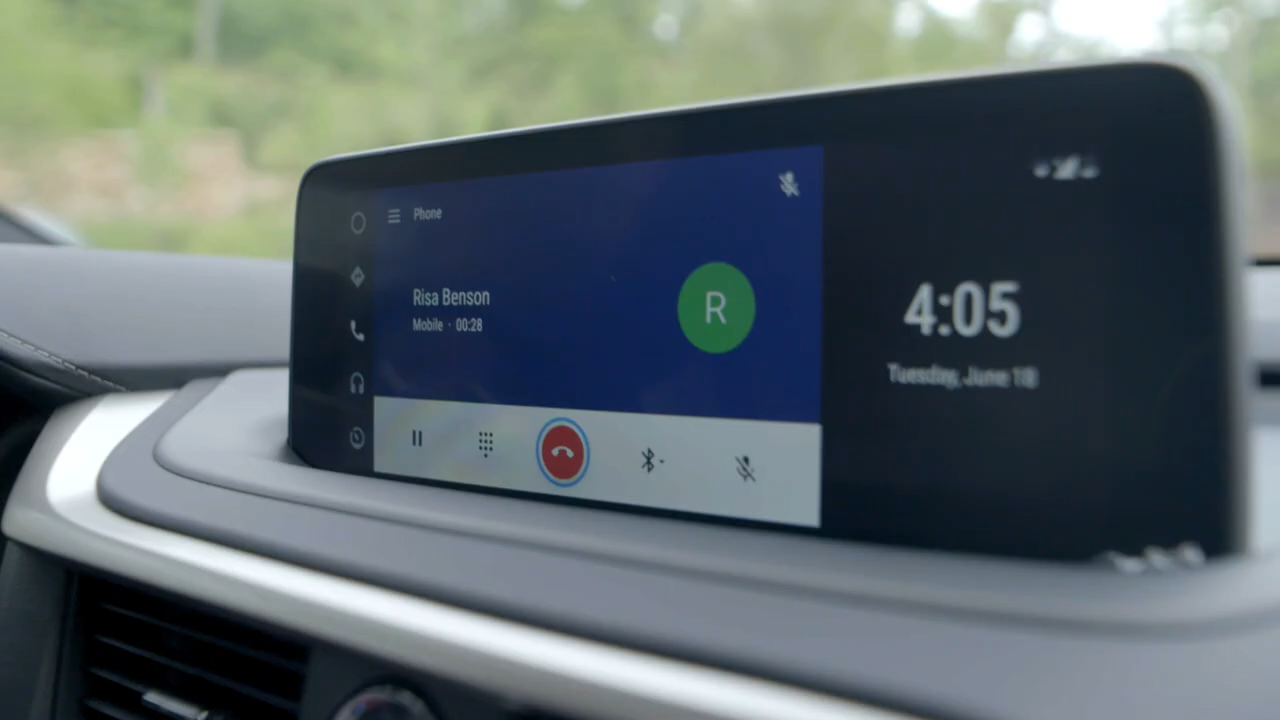 Phone
Risa Benson
Mobile · 00:28
R
4:05
Tuesday, June 18